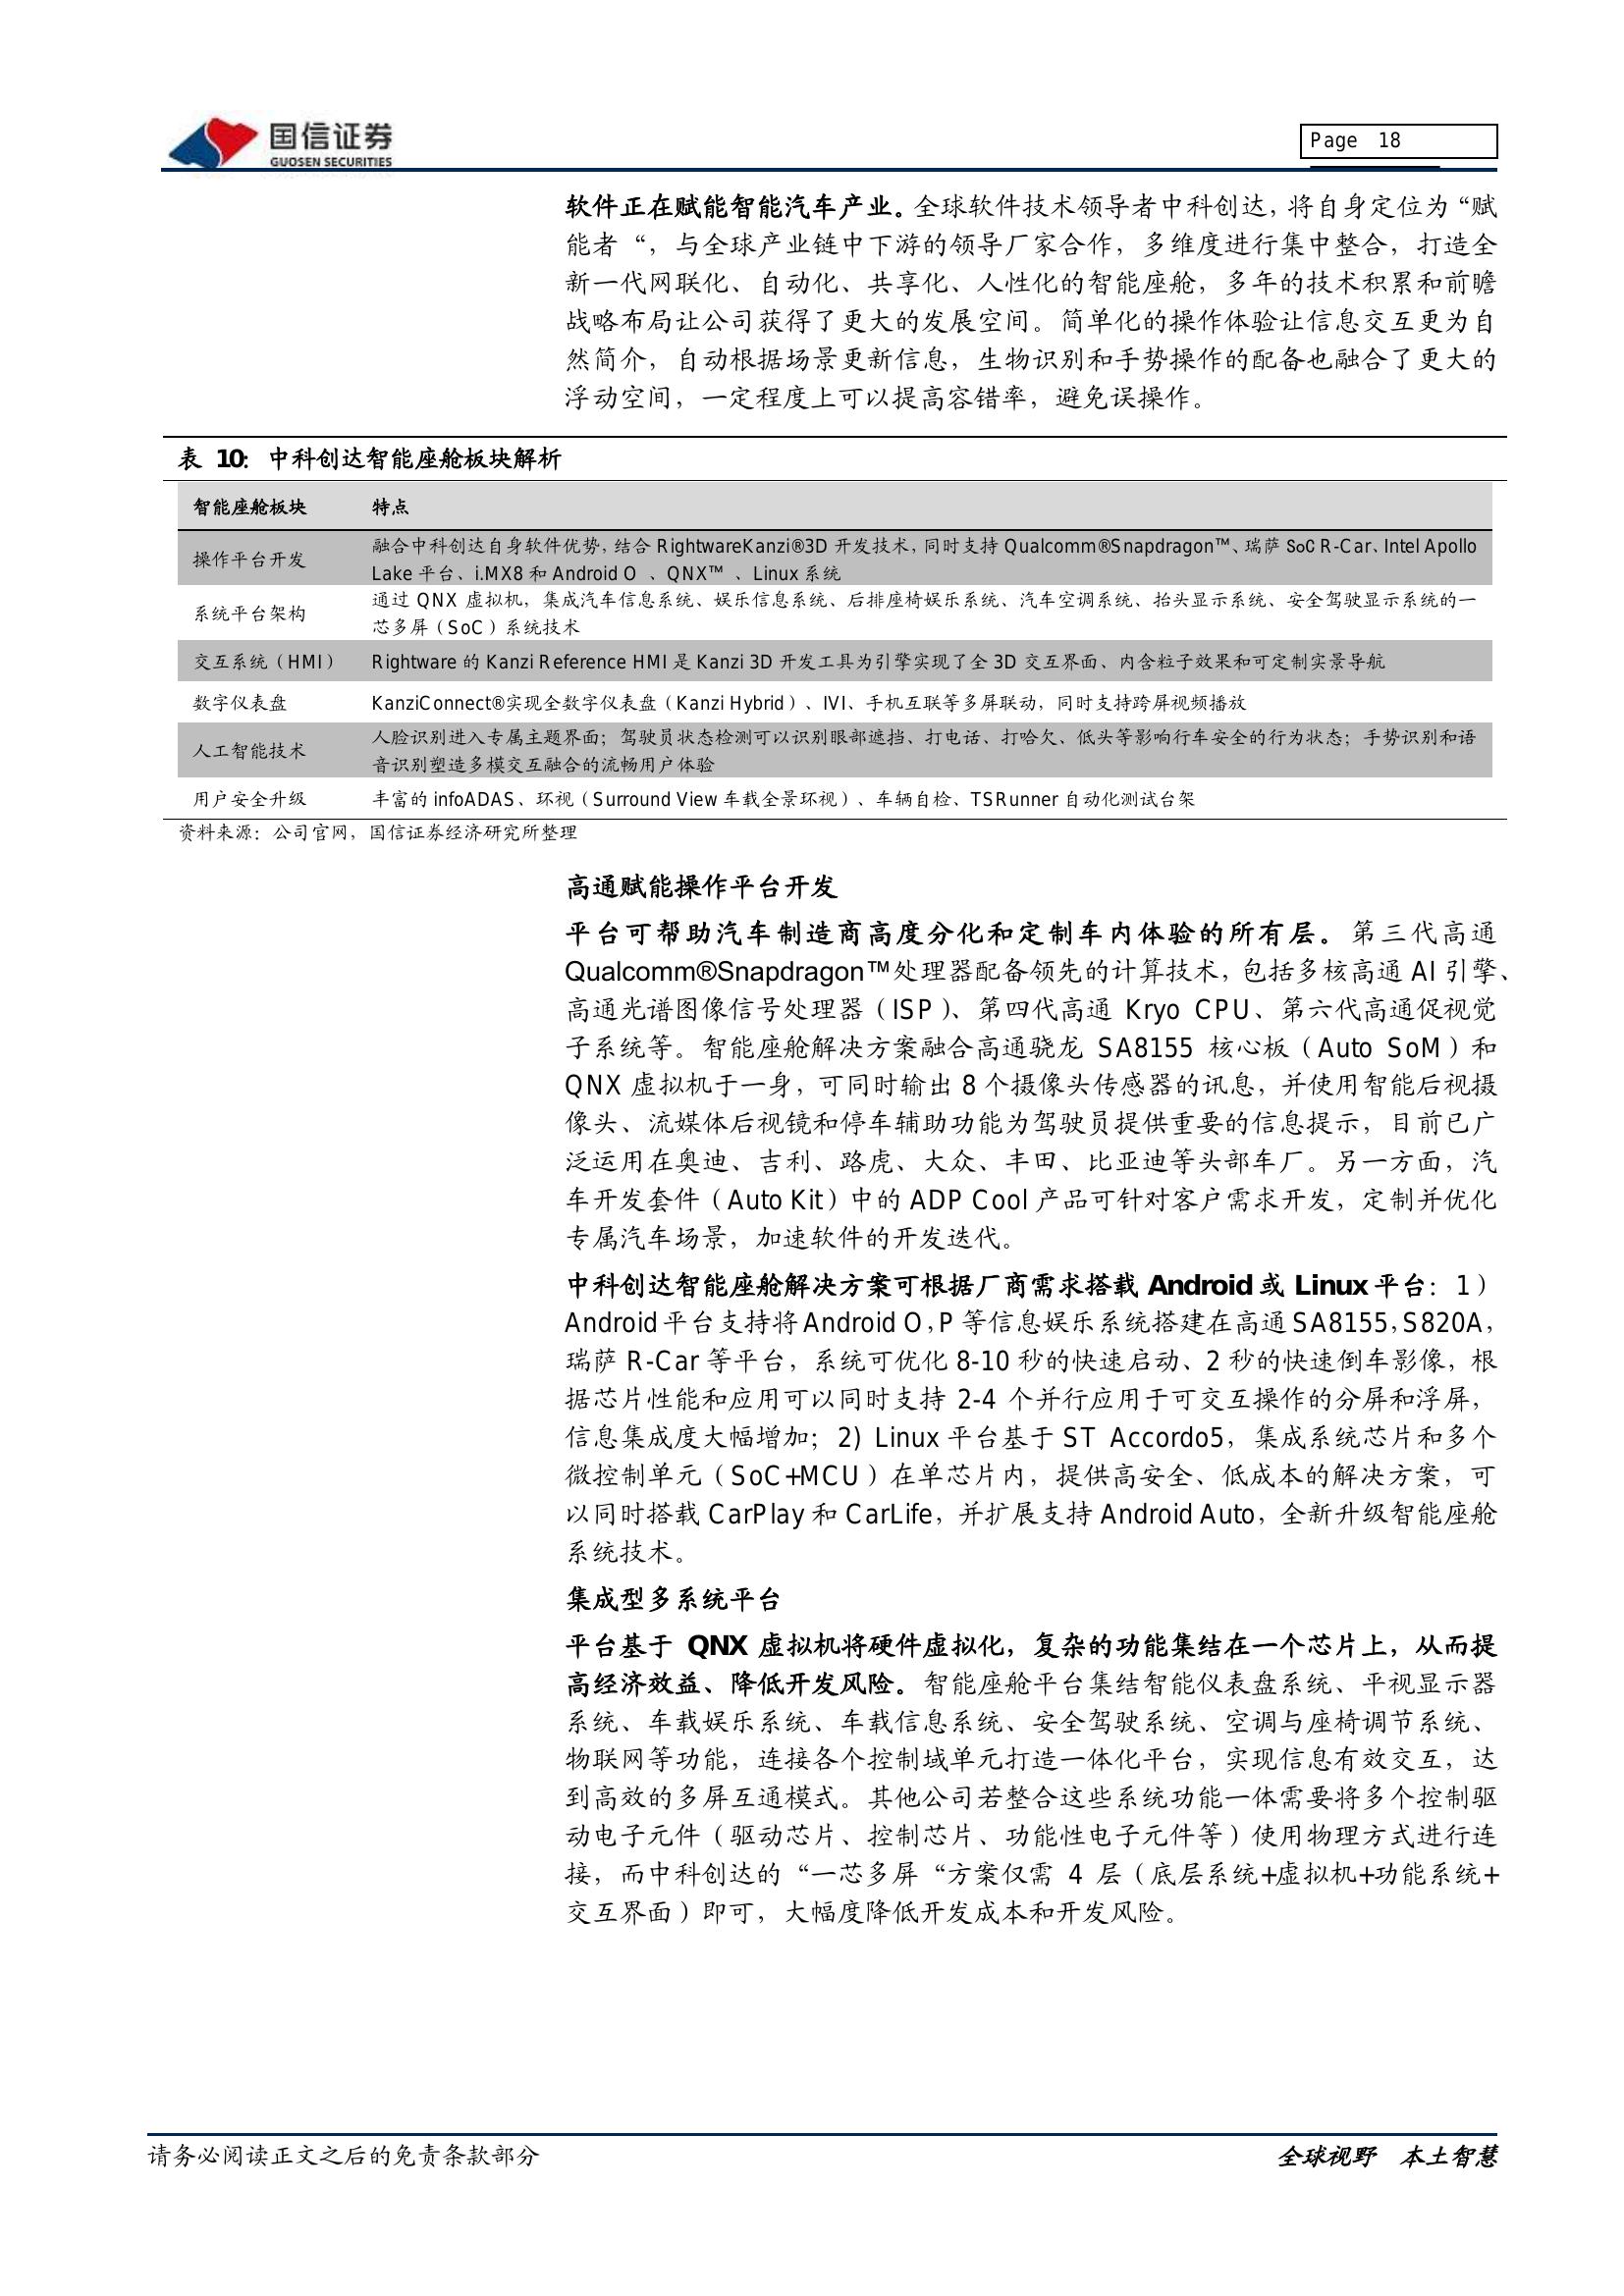 国信证券
GUOSEN SECURITIES
Page 18
软件正在赋能智能汽车产业。全球软件技术领导者中科创达，将自身定位为“赋
能者 “，与全球产业链中下游的领导厂家合作，多维度进行集中整合，打造全
新一代网联化、自动化、共享化、人性化的智能座舱，多年的技术积累和前瞻
战略布局让公司获得了更大的发展空间。简单化的操作体验让信息交互更为自
然简介，自动根据场景更新信息，生物识别和手势操作的配备也融合了更大的
浮动空间，一定程度上可以提高容错率，避免误操作。
表 10：中科创达智能座舱板块解析
智能座舱板块 特点
操作平台开发 融合中科创达自身软件优势，结合 RightwareKanzi®3D 开发技术，同时支持 Qualcomm®Snapdragon™、瑞萨 SoC R-Car、Intel Apollo
Lake 平台、i.MX8 和 Android O 、QNX™ 、Linux 系统
系统平台架构 通过 QNX 虚拟机，集成汽车信息系统、娱乐信息系统、后排座椅娱乐系统、汽车空调系统、抬头显示系统、安全驾驶显示系统的一
芯多屏（SoC）系统技术
交互系统（HMI） Rightware 的 Kanzi Reference HMI 是 Kanzi 3D 开发工具为引擎实现了全 3D 交互界面、内含粒子效果和可定制实景导航
数字仪表盘 KanziConnect®实现全数字仪表盘（Kanzi Hybrid）、IVI、手机互联等多屏联动，同时支持跨屏视频播放
人工智能技术 人脸识别进入专属主题界面；驾驶员状态检测可以识别眼部遮挡、打电话、打哈欠、低头等影响行车安全的行为状态；手势识别和语
音识别塑造多模交互融合的流畅用户体验
用户安全升级 丰富的 infoADAS、环视（Surround View 车载全景环视）、车辆自检、TSRunner 自动化测试台架
资料来源：公司官网，国信证券经济研究所整理
高通赋能操作平台开发
平台可帮助汽车制造商高度分化和定制车内体验的所有层。第三代高通
Qualcomm®Snapdragon™处理器配备领先的计算技术，包括多核高通 AI 引擎、
高通光谱图像信号处理器（ISP）、第四代高通 Kryo CPU、第六代高通促视觉
子系统等。智能座舱解决方案融合高通骁龙 SA8155 核心板（Auto SoM）和
QNX 虚拟机于一身，可同时输出 8 个摄像头传感器的讯息，并使用智能后视摄
像头、流媒体后视镜和停车辅助功能为驾驶员提供重要的信息提示，目前已广
泛运用在奥迪、吉利、路虎、大众、丰田、比亚迪等头部车厂。另一方面，汽
车开发套件（Auto Kit）中的 ADP Cool 产品可针对客户需求开发，定制并优化
专属汽车场景，加速软件的开发迭代。
中科创达智能座舱解决方案可根据厂商需求搭载 Android 或 Linux 平台：1）
Android 平台支持将 Android O，P 等信息娱乐系统搭建在高通 SA8155，S820A，
瑞萨 R-Car 等平台，系统可优化 8-10 秒的快速启动、2 秒的快速倒车影像，根
据芯片性能和应用可以同时支持 2-4 个并行应用于可交互操作的分屏和浮屏，
信息集成度大幅增加；2) Linux 平台基于 ST Accordo5，集成系统芯片和多个
微控制单元（SoC+MCU）在单芯片内，提供高安全、低成本的解决方案，可
以同时搭载 CarPlay 和 CarLife，并扩展支持 Android Auto，全新升级智能座舱
系统技术。
集成型多系统平台
平台基于 QNX 虚拟机将硬件虚拟化，复杂的功能集结在一个芯片上，从而提
高经济效益、降低开发风险。智能座舱平台集结智能仪表盘系统、平视显示器
系统、车载娱乐系统、车载信息系统、安全驾驶系统、空调与座椅调节系统、
物联网等功能，连接各个控制域单元打造一体化平台，实现信息有效交互，达
到高效的多屏互通模式。其他公司若整合这些系统功能一体需要将多个控制驱
动电子元件（驱动芯片、控制芯片、功能性电子元件等）使用物理方式进行连
接，而中科创达的“一芯多屏 “方案仅需 4 层（底层系统+虚拟机+功能系统+
交互界面）即可，大幅度降低开发成本和开发风险。
请务必阅读正文之后的免责条款部分
全球视野 本土智慧